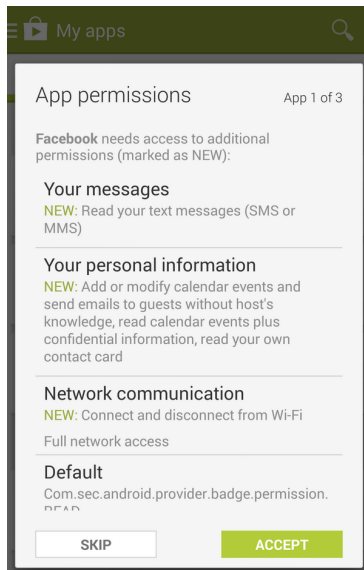 My apps
App permissions
App 1 of 3
Facebook needs access to additional
permissions (marked as NEW):
Your messages
NEW: Read your text messages (SMS or
MMS)
Your personal information
NEW: Add or modify calendar events and
send emails to guests without host's
knowledge, read calendar events plus
confidential information, read your own
contact card
Network communication
NEW: Connect and disconnect from Wi-Fi
Full network access
Default
Com.sec.android.provider.badge.permission.
READ
SKIP
ACCEPT